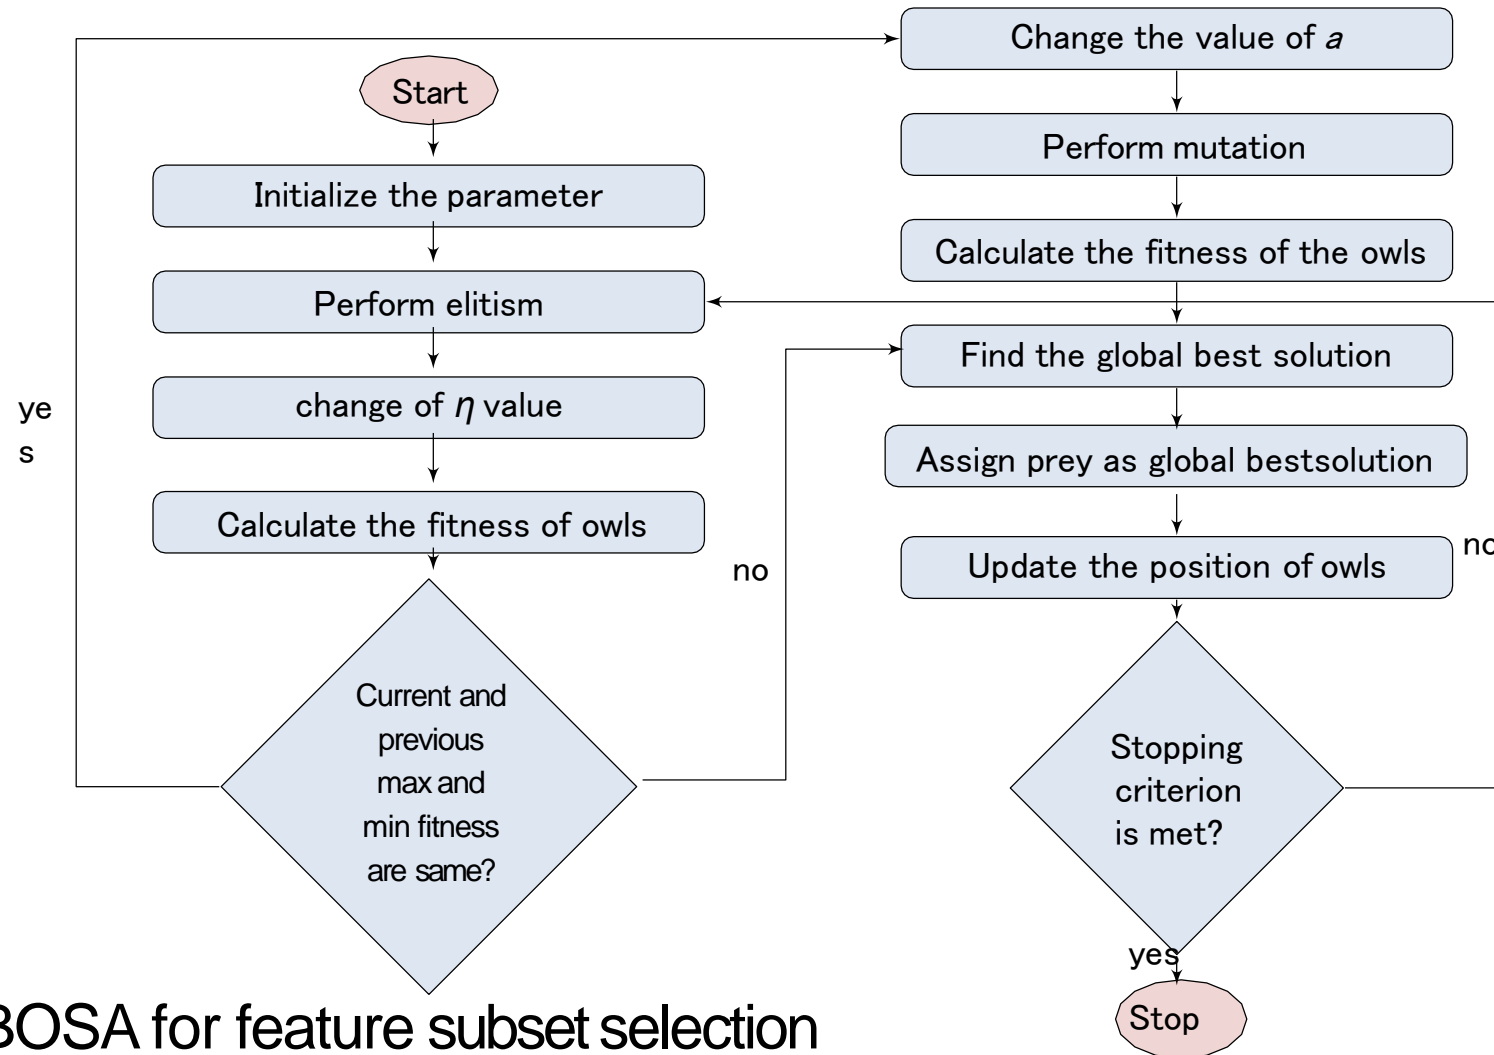 Start
Initialize the parameter
Perform elitism
change of η value
Calculate the fitness of owls
Current and
previous
max and
min fitness
are same?
ye
s
no
Change the value of a
Perform mutation
Calculate the fitness of the owls
Find the global best solution
Assign prey as global bestsolution
Update the position of owls
no
Stopping
criterion
is met?
yes
Stop
BOSA for feature subset selection